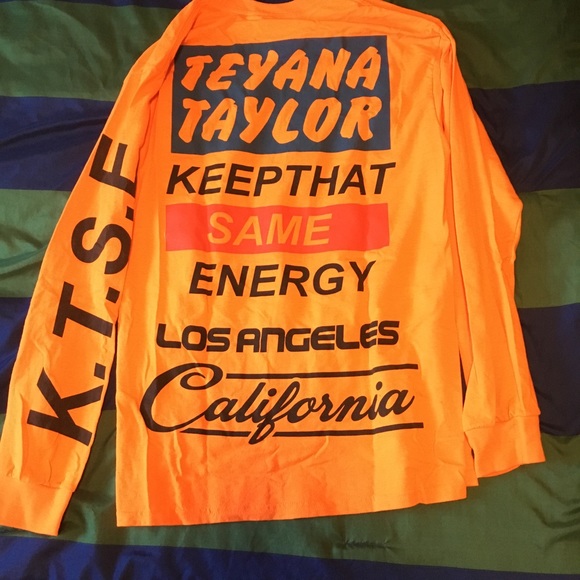 TEYANA
TAYLOR
KEEPTHAT
SAME
ENERGY
LOS ANGELES
California
K.T.S.E